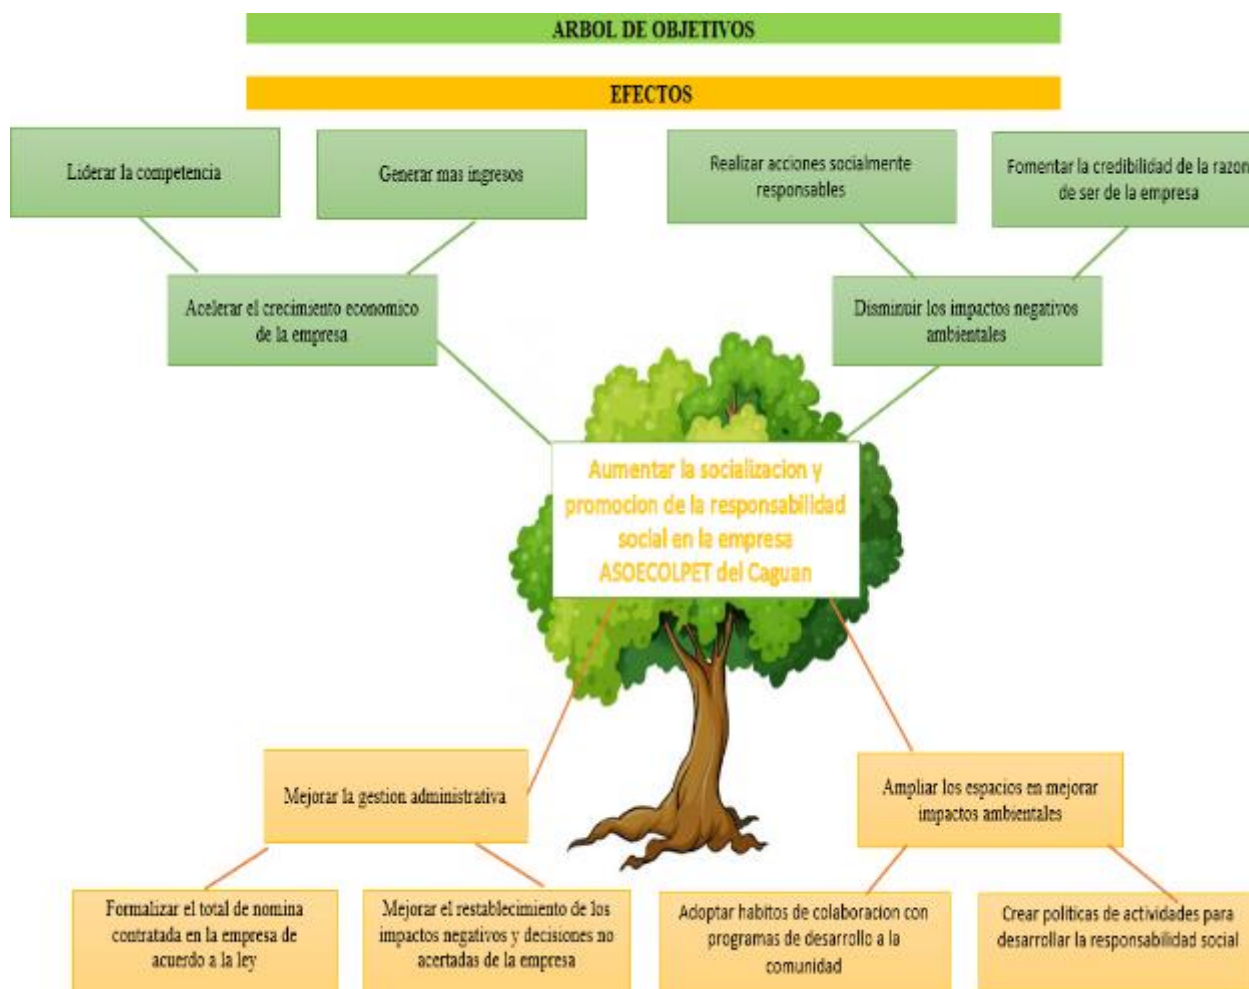 ARBOL DE OBJETIVOS
EFECTOS
Liderar la competencia
Generar mas ingresos
Realizar acciones socialmente
responsables
Fomentar la credibilidad de la razon
de ser de la empresa
Acelerar el crecimiento economico
de la empresa
Disminuir los impactos negativos
ambientales
Aumentar la socializacion y
promocion de la responsabilidad
social en la empresa
ASOECOLPET del Caguan
Mejorar la gestion administrativa
Ampliar los espacios en mejorar
impactos ambientales
Formalizar el total de nomina
contratada en la empresa de
acuerdo a la ley
Mejorar el restablecimiento de los
impactos negativos y decisiones no
acertadas de la empresa
Adoptar habitos de colaboracion con
programas de desarrollo a la
comunidad
Crear politicas de actividades para
desarrollar la responsabilidad social